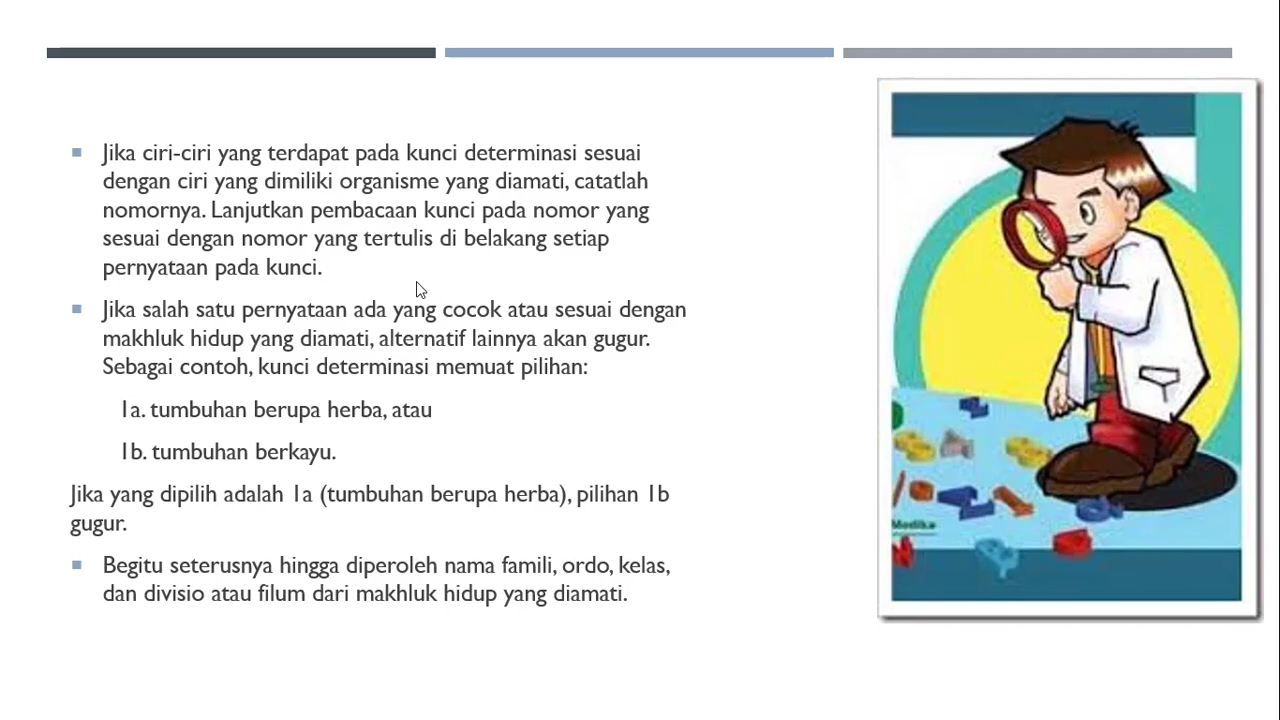 Jika ciri-ciri yang terdapat pada kunci determinasi sesuai
dengan ciri yang dimiliki organisme yang diamati, catatlah
nomornya. Lanjutkan pembacaan kunci pada nomor yang
sesuai dengan nomor yang tertulis di belakang setiap
pernyataan pada kunci.
Jika salah satu pernyataan ada yang cocok atau sesuai dengan
makhluk hidup yang diamati, alternatif lainnya akan gugur.
Sebagai contoh, kunci determinasi memuat pilihan:
1a. tumbuhan berupa herba, atau
1b. tumbuhan berkayu.
Jika yang dipilih adalah 1a (tumbuhan berupa herba), pilihan 1b
gugur.
Begitu seterusnya hingga diperoleh nama famili, ordo, kelas,
dan divisio atau filum dari makhluk hidup yang diamati.
Medika